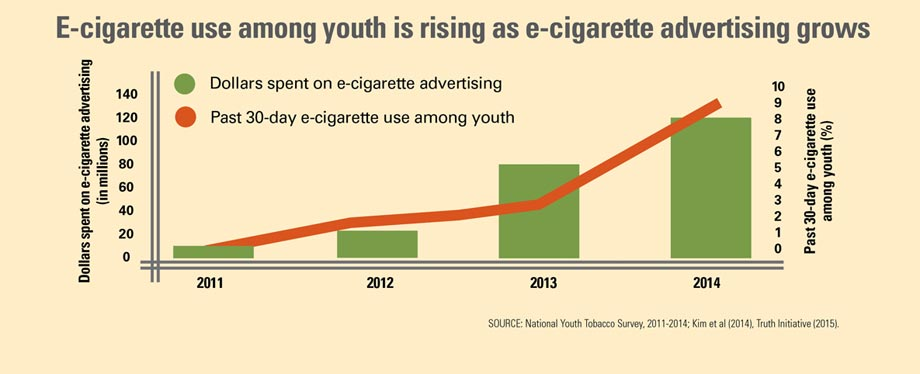 E-cigarette use among youth is rising as e-cigarette advertising grows
Dollars spent on e-cigarette advertising
(in millions)
140
120
100
80
60
40
20
0
Dollars spent on e-cigarette advertising
Past 30-day e-cigarette use among youth
10
9
8
7
6
5
4
3
2
1
0
Past 30-day e-cigarette use
among youth (%)
2011
2012
2013
2014
SOURCE: National Youth Tobacco Survey, 2011-2014; Kim et al (2014), Truth Initiative (2015).